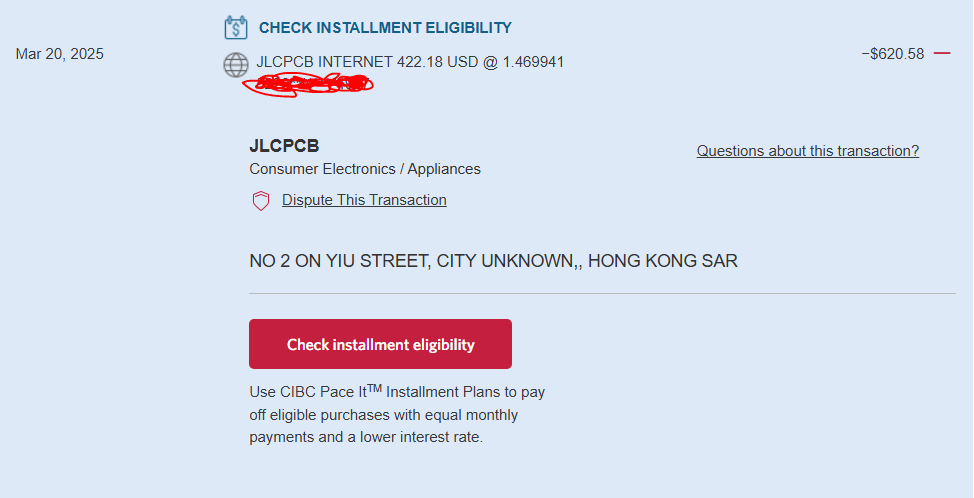 CHECK INSTALLMENT ELIGIBILITY
Mar 20, 2025
JLCPCB INTERNET 422.18 USD @ 1.469941
−$620.58
JLCPCB
Questions about this transaction?
Consumer Electronics / Appliances
Dispute This Transaction
NO 2 ON YIU STREET, CITY UNKNOWN,, HONG KONG SAR
Check installment eligibility
Use CIBC Pace It™ Installment Plans to pay
off eligible purchases with equal monthly
payments and a lower interest rate.